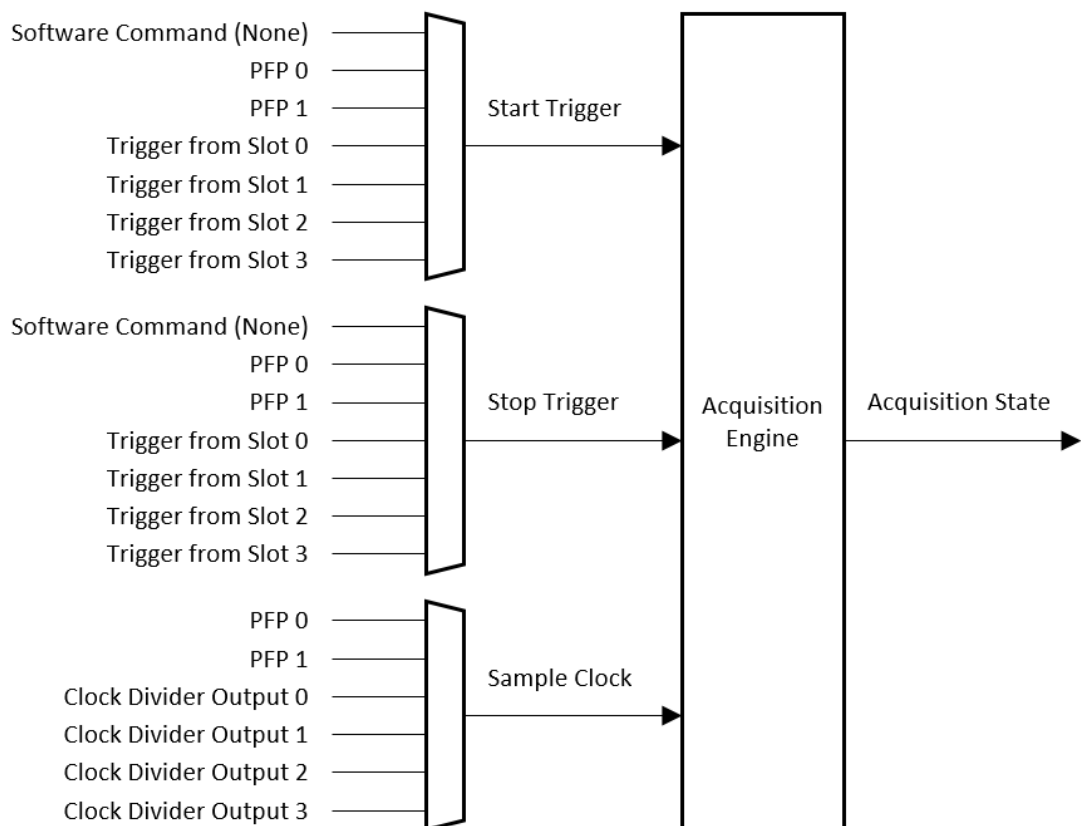 Software Command (None)
PFP 0
PFP 1
Trigger from Slot 0
Trigger from Slot 1
Trigger from Slot 2
Trigger from Slot 3
Start Trigger
Software Command (None)
PFP 0
PFP 1
Trigger from Slot 0
Trigger from Slot 1
Trigger from Slot 2
Trigger from Slot 3
Stop Trigger
PFP 0
PFP 1
Clock Divider Output 0
Clock Divider Output 1
Clock Divider Output 2
Clock Divider Output 3
Sample Clock
Acquisition
Engine
Acquisition State